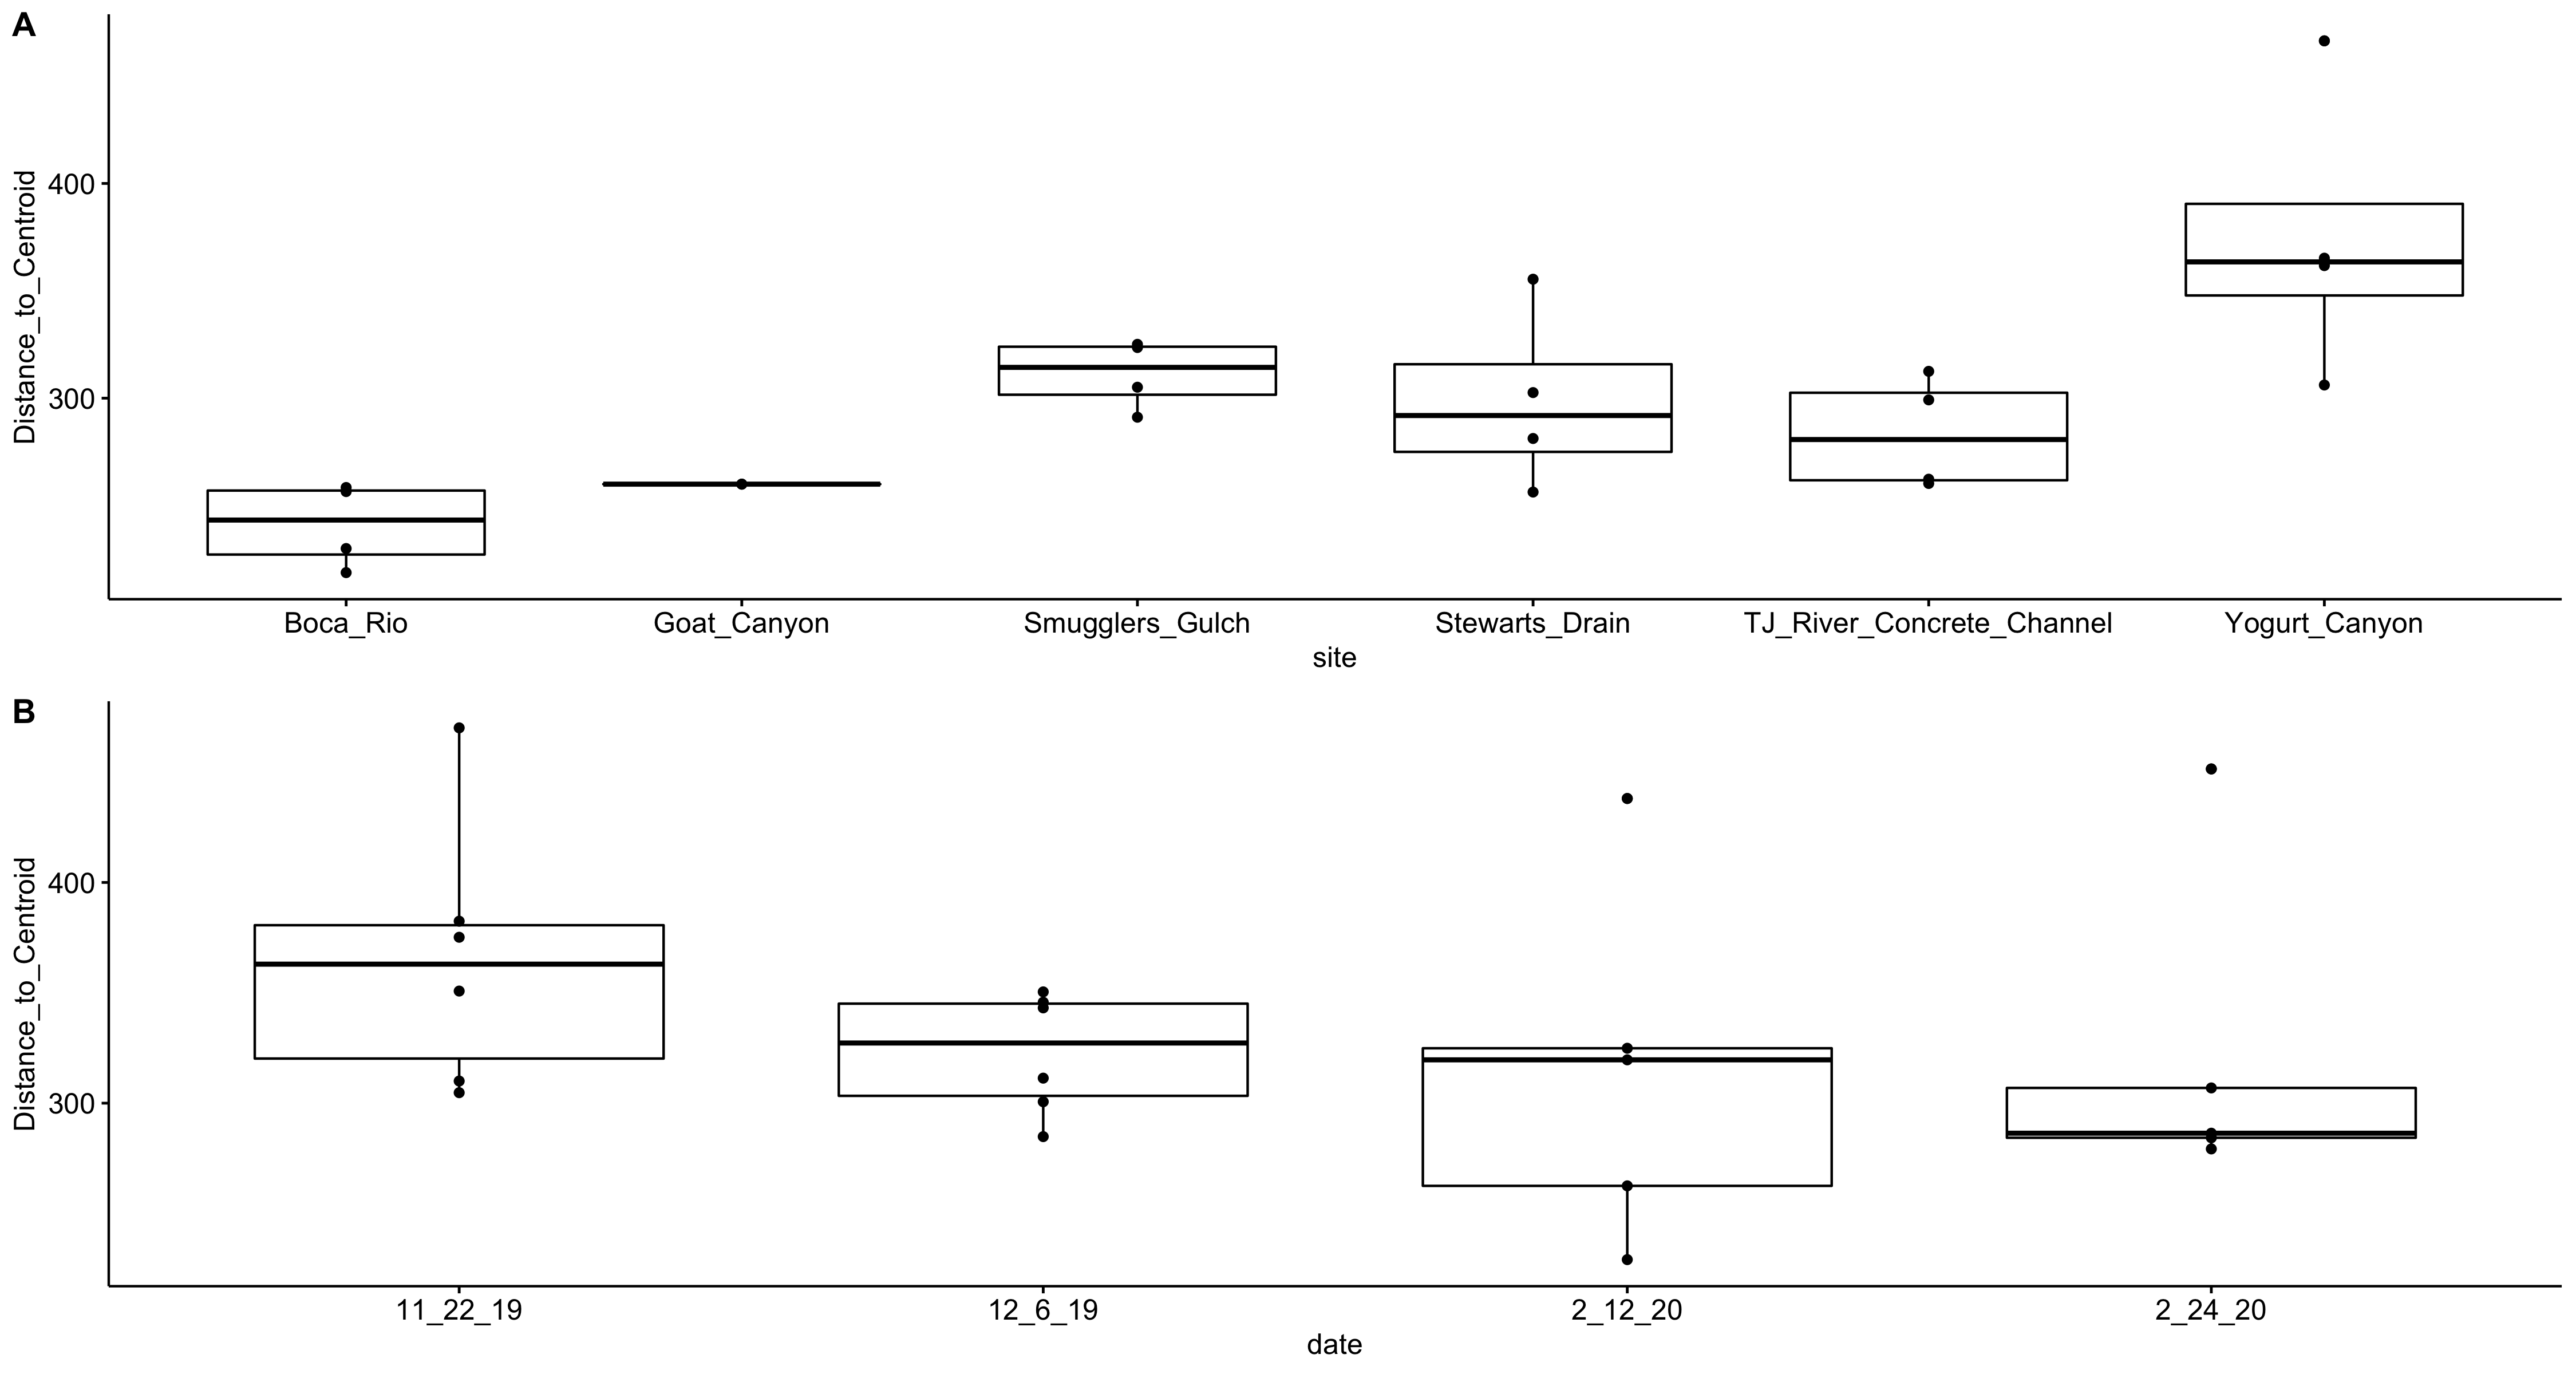 A
Distance_to_Centroid
400
300
Boca_Rio Goat_Canyon Smugglers_Gulch Stewarts_Drain TJ_River_Concrete_Channel Yogurt_Canyon
site
B
Distance_to_Centroid
400
300
11_22_19 12_6_19 2_12_20 2_24_20
date